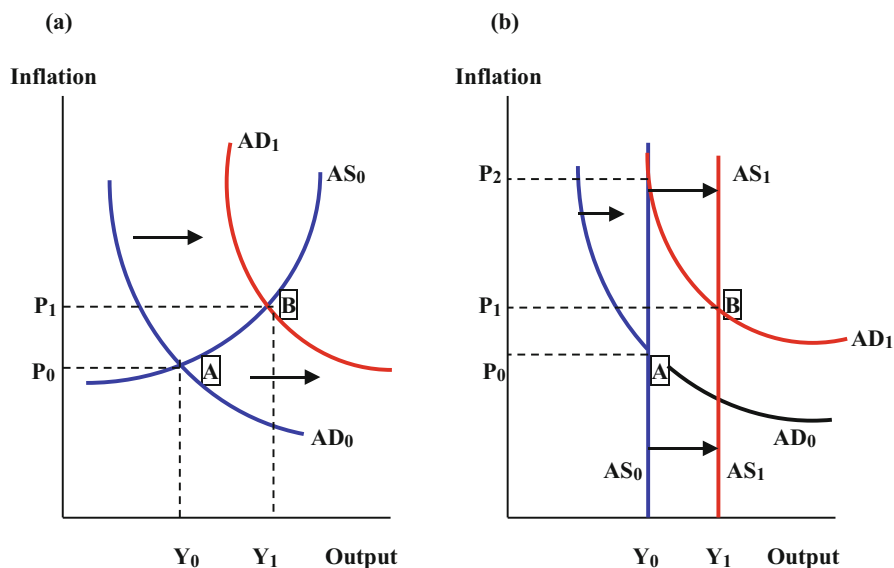 (a)
Inflation
AD₁
AS₀
P₁
B
P₀
A
AD₀
Y₀ Y₁ Output
(b)
Inflation
P₂
AS₁
P₁
B
AD₁
P₀
A
AD₀
AS₀ AS₁
Y₀ Y₁ Output